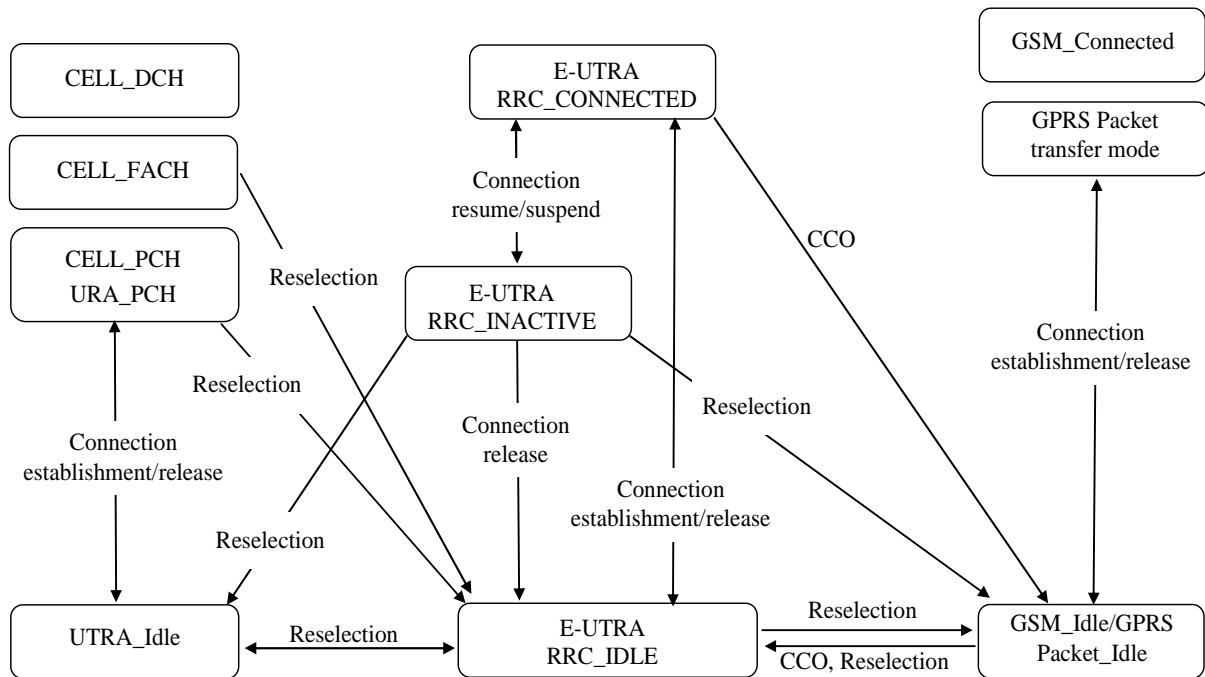 GSM_Connected
CELL_DCH
E-UTRA
RRC_CONNECTED
GPRS Packet
transfer mode
CELL_FACH
Connection
resume/suspend
CCO
CELL_PCH
URA_PCH
Reselection
E-UTRA
RRC_INACTIVE
Connection
establishment/release
Reselection
Reselection
Connection
establishment/release
Connection
release
Connection
establishment/release
Reselection
UTRA_Idle
Reselection
E-UTRA
RRC_IDLE
Reselection
CCO, Reselection
GSM_Idle/GPRS
Packet_Idle